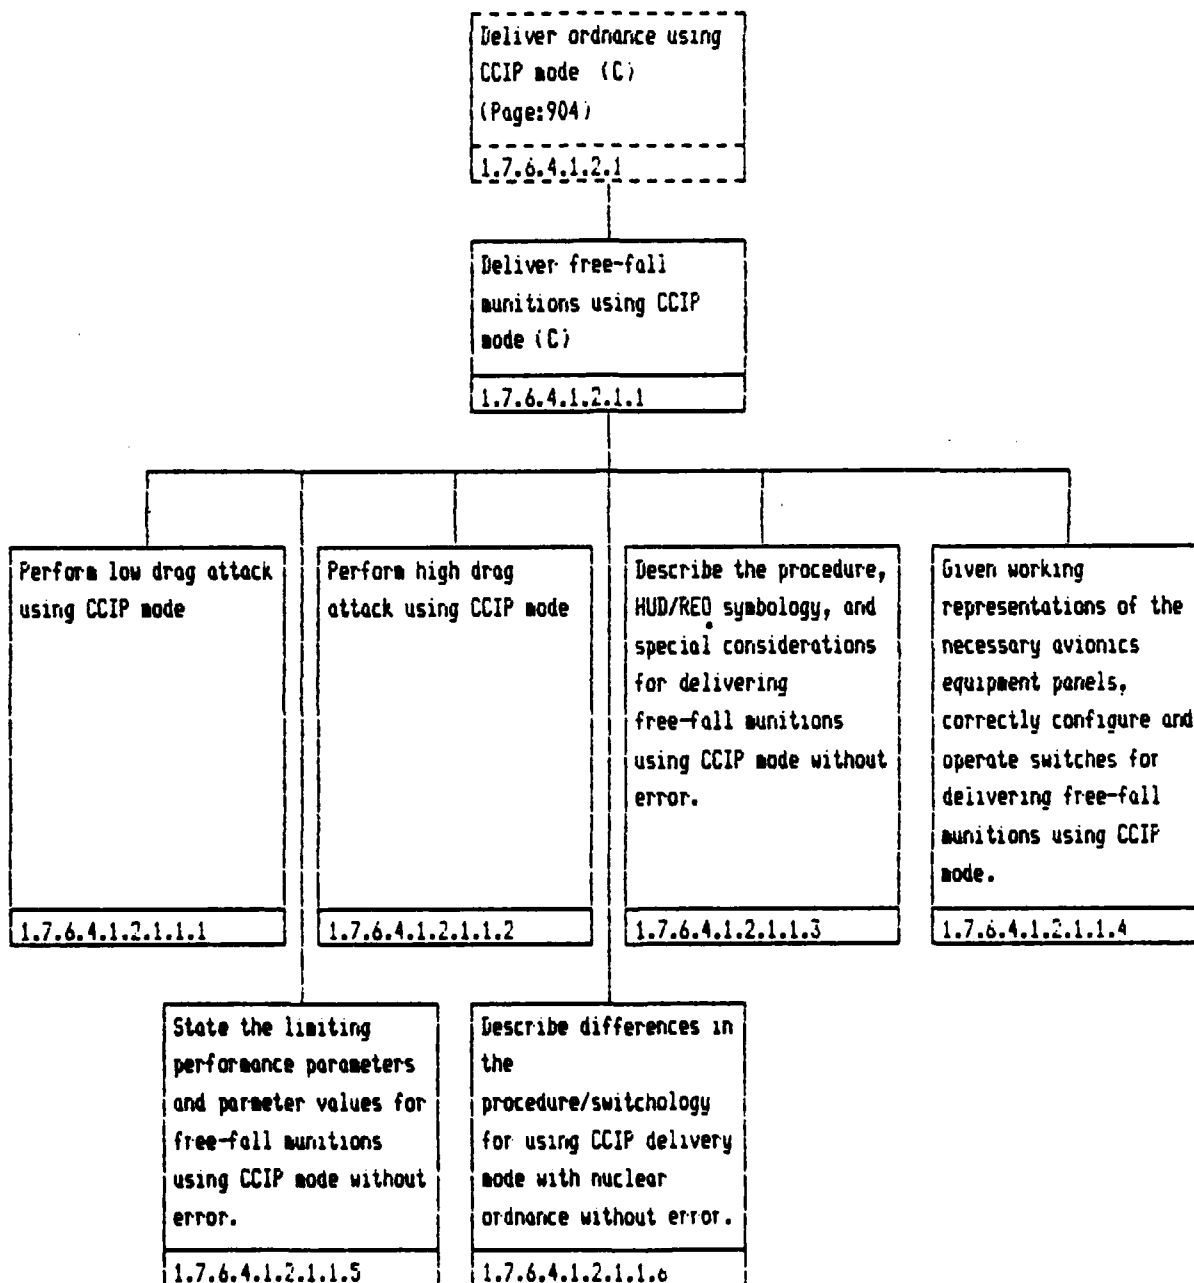 Deliver ordnance using
CCIP mode (C)
(Page:904)
1.7.6.4.1.2.1
Deliver free-fall
munitions using CCIP
mode (C)
1.7.6.4.1.2.1.1
Perform low drag attack
using CCIP mode
1.7.6.4.1.2.1.1.1
Perform high drag
attack using CCIP mode
1.7.6.4.1.2.1.1.2
Describe the procedure,
HUD/REO symbology, and
special considerations
for delivering
free-fall munitions
using CCIP mode without
error.
1.7.6.4.1.2.1.1.3
Given working
representations of the
necessary avionics
equipment panels,
correctly configure and
operate switches for
delivering free-fall
munitions using CCIP
mode.
1.7.6.4.1.2.1.1.4
State the limiting
performance parameters
and parmeter values for
free-fall munitions
using CCIP mode without
error.
1.7.6.4.1.2.1.1.5
Describe differences in
the
procedure/switchology
for using CCIP delivery
mode with nuclear
ordnance without error.
1.7.6.4.1.2.1.1.6